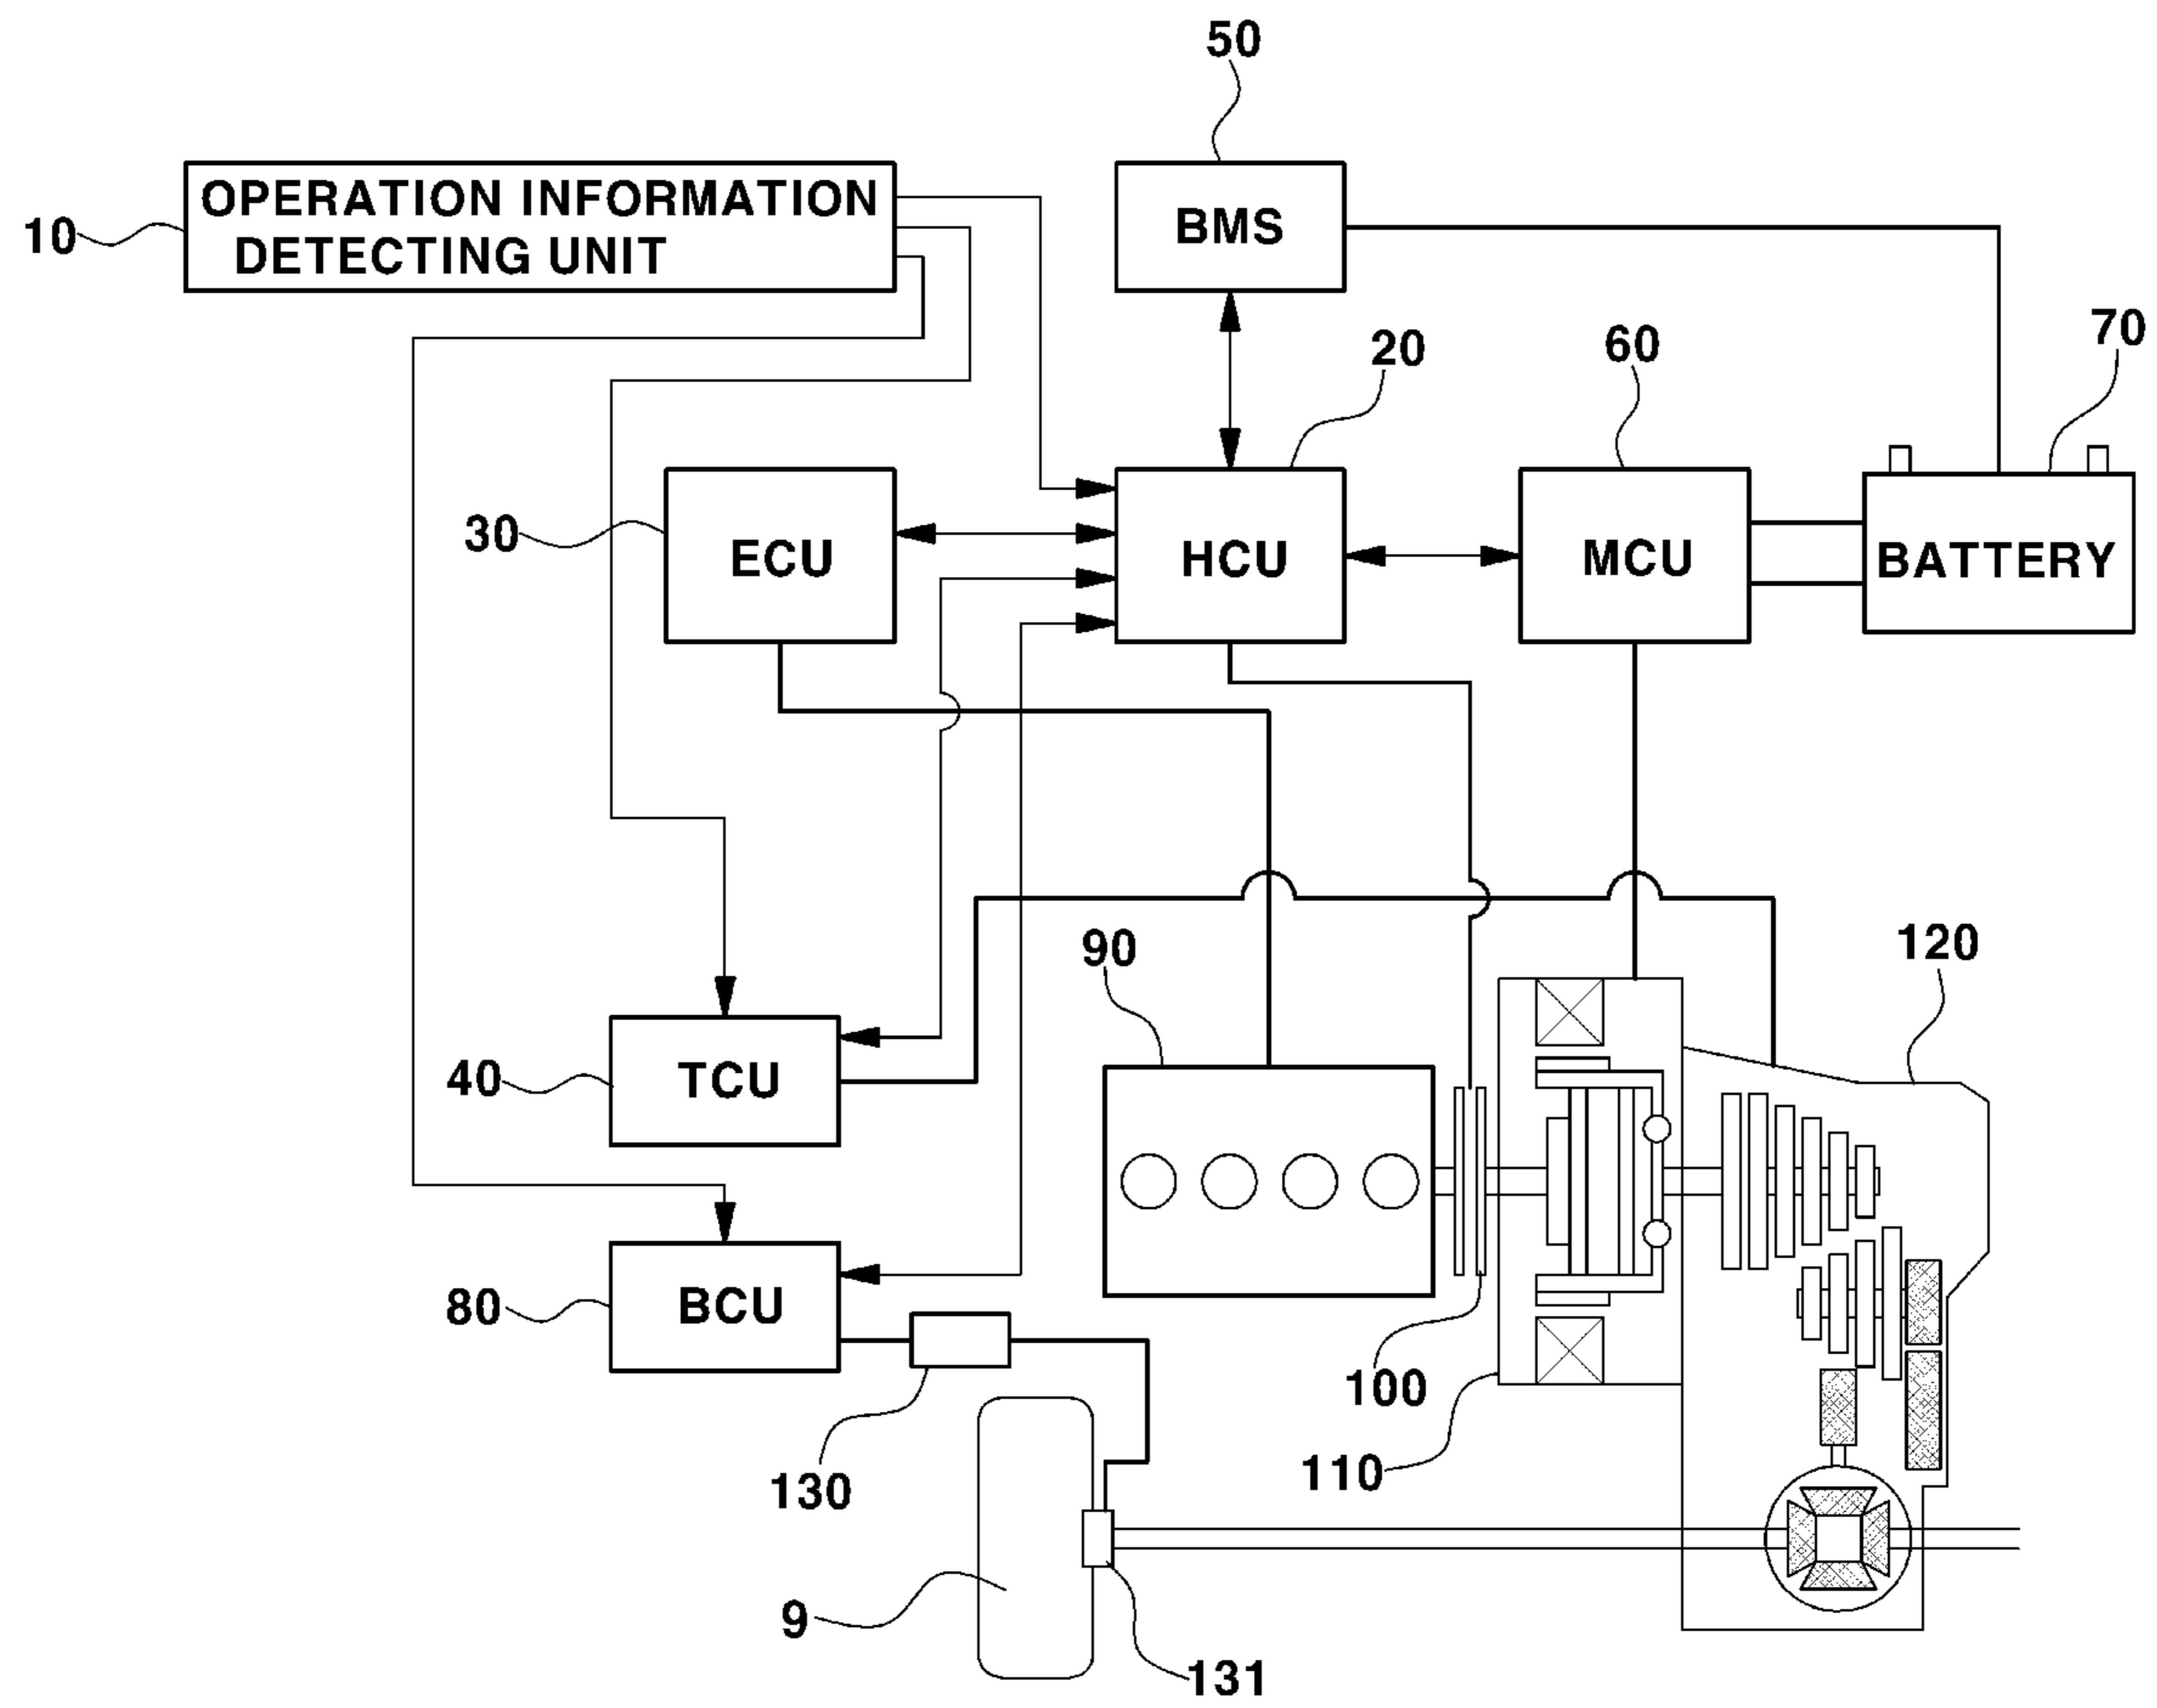 50
OPERATION INFORMATION
DETECTING UNIT
10
BMS
20
60
70
30
ECU
HCU
MCU
BATTERY
90
120
40
TCU
80
BCU
100
110
130
9
131